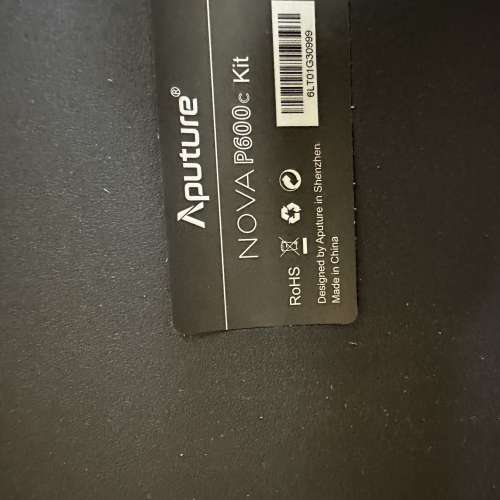 Aputure®
NOVA P600c Kit
6LT01G30999
RoHS
Designed by Aputure in Shenzhen
Made in China